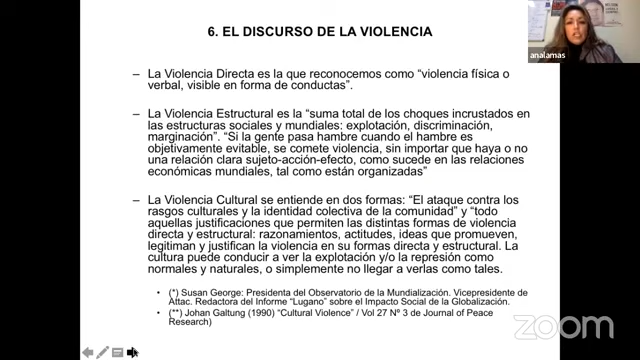 6. EL DISCURSO DE LA VIOLENCIA
analamas
– La Violencia Directa es la que reconocemos como “violencia física o
verbal, visible en forma de conductas”.
– La Violencia Estructural es la “suma total de los choques incrustados en
las estructuras sociales y mundiales: explotación, discriminación,
marginación”. “Si la gente pasa hambre cuando el hambre es
objetivamente evitable, se comete violencia, sin importar que haya o no
una relación clara sujeto-acción-efecto, como sucede en las relaciones
económicas mundiales, tal como están organizadas”
– La Violencia Cultural se entiende en dos formas: “El ataque contra los
rasgos culturales y la identidad colectiva de la comunidad” y “todo
aquellas justificaciones que permiten las distintas formas de violencia
directa y estructural: razonamientos, actitudes, ideas que promueven,
legitiman y justifican la violencia en su formas directa y estructural. La
cultura puede conducir a ver la explotación y/o la represión como
normales y naturales, o simplemente no llegar a verlas como tales.
• (*) Susan George: Presidenta del Observatorio de la Mundialización. Vicepresidente de
Attac. Redactora del Informe “Lugano” sobre el Impacto Social de la Globalización.
• (**) Johan Galtung (1990) “Cultural Violence” / Vol 27 Nº 3 de Journal of Peace
Research)
zoom